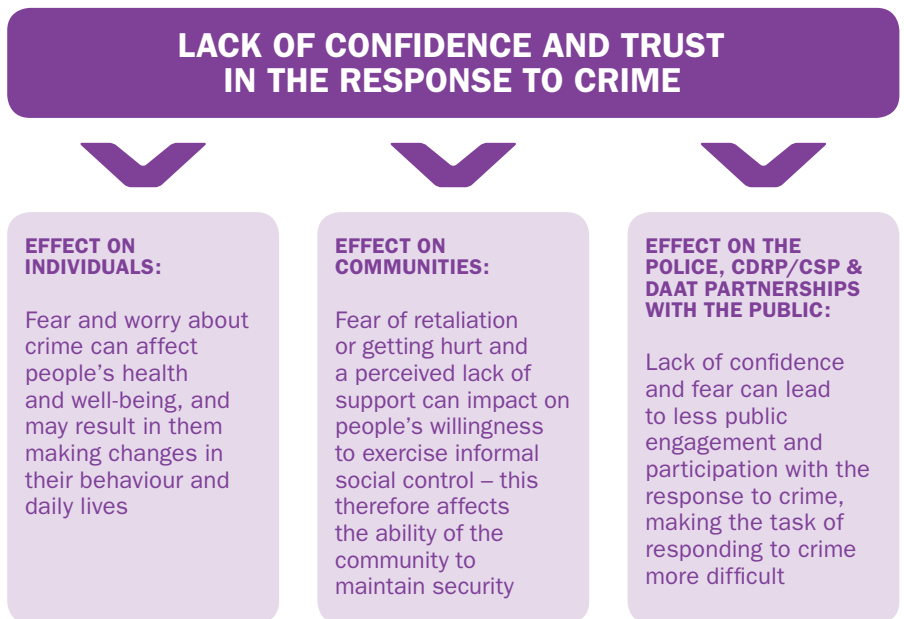 LACK OF CONFIDENCE AND TRUST
IN THE RESPONSE TO CRIME
EFFECT ON
INDIVIDUALS:
Fear and worry about
crime can affect
people’s health
and well-being, and
may result in them
making changes in
their behaviour and
daily lives
EFFECT ON
COMMUNITIES:
Fear of retaliation
or getting hurt and
a perceived lack of
support can impact on
people’s willingness
to exercise informal
social control – this
therefore affects
the ability of the
community to
maintain security
EFFECT ON THE
POLICE, CDRP/CSP &
DAAT PARTNERSHIPS
WITH THE PUBLIC:
Lack of confidence
and fear can lead
to less public
engagement and
participation with the
response to crime,
making the task of
responding to crime
more difficult